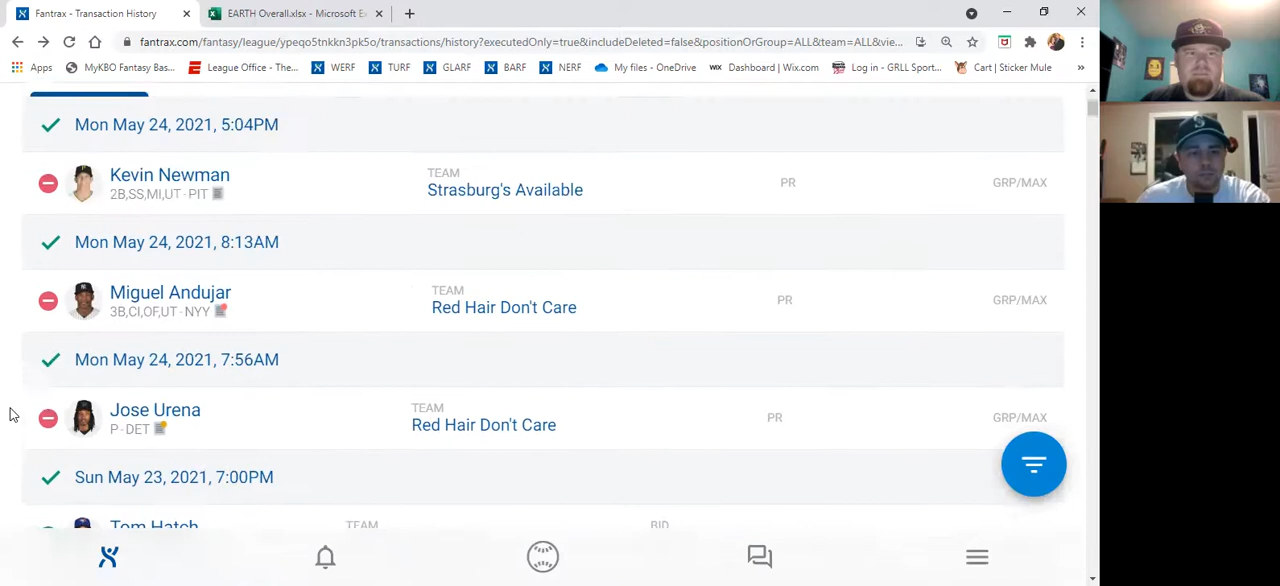 Fantrax - Transaction History
EARTH Overall.xlsx - Microsoft E
fantrax.com/fantasy/league/ypeqo5tnkkn3pk5o/transactions/history?executedOnly=true&includeDeleted=false&positionOrGroup=ALL&team=ALL&vie...
Apps MyKBO Fantasy Bas... League Office - The... WERF TURF GLARF BARF NERF My files - OneDrive WIX Dashboard | Wix.com Log in - GRLL Sport... Cart | Sticker Mule »
Mon May 24, 2021, 5:04PM
Kevin Newman
2B,SS,MI,UT - PIT
TEAM
Strasburg's Available
PR
GRP/MAX
Mon May 24, 2021, 8:13AM
Miguel Andujar
3B,CI,OF,UT - NYY
TEAM
Red Hair Don't Care
PR
GRP/MAX
Mon May 24, 2021, 7:56AM
Jose Urena
P - DET
TEAM
Red Hair Don't Care
PR
GRP/MAX
Sun May 23, 2021, 7:00PM
Tom Hatch
TEAM
BID